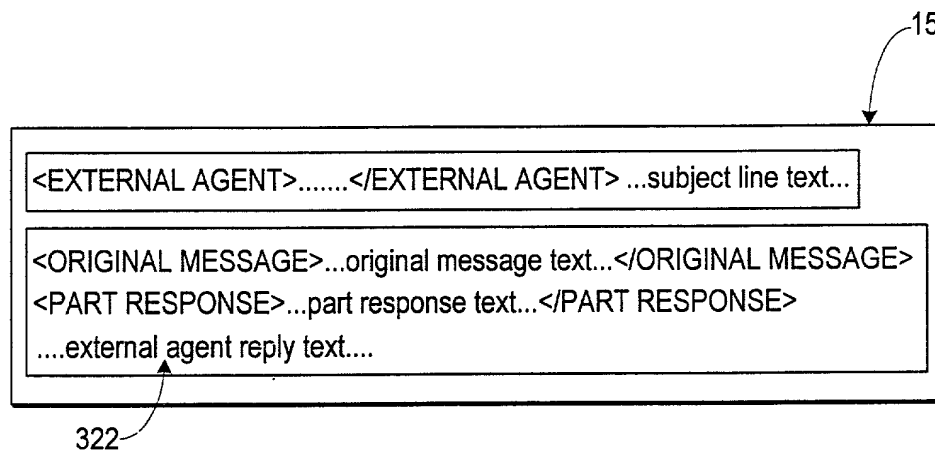 15
<EXTERNAL AGENT>.......</EXTERNAL AGENT> ...subject line text...
<ORIGINAL MESSAGE>...original message text...</ORIGINAL MESSAGE>
<PART RESPONSE>...part response text...</PART RESPONSE>
....external agent reply text....
322